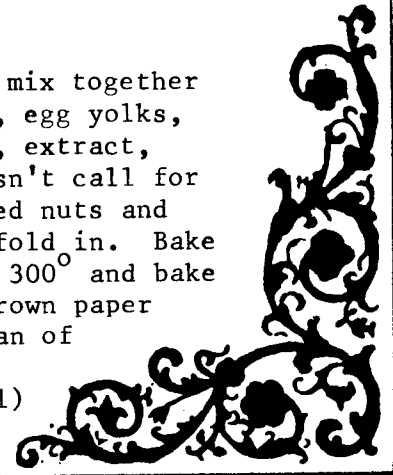 mix together
, egg yolks,
, extract,
sn't call for
ed nuts and
fold in. Bake
300° and bake
rown paper
an of
l)